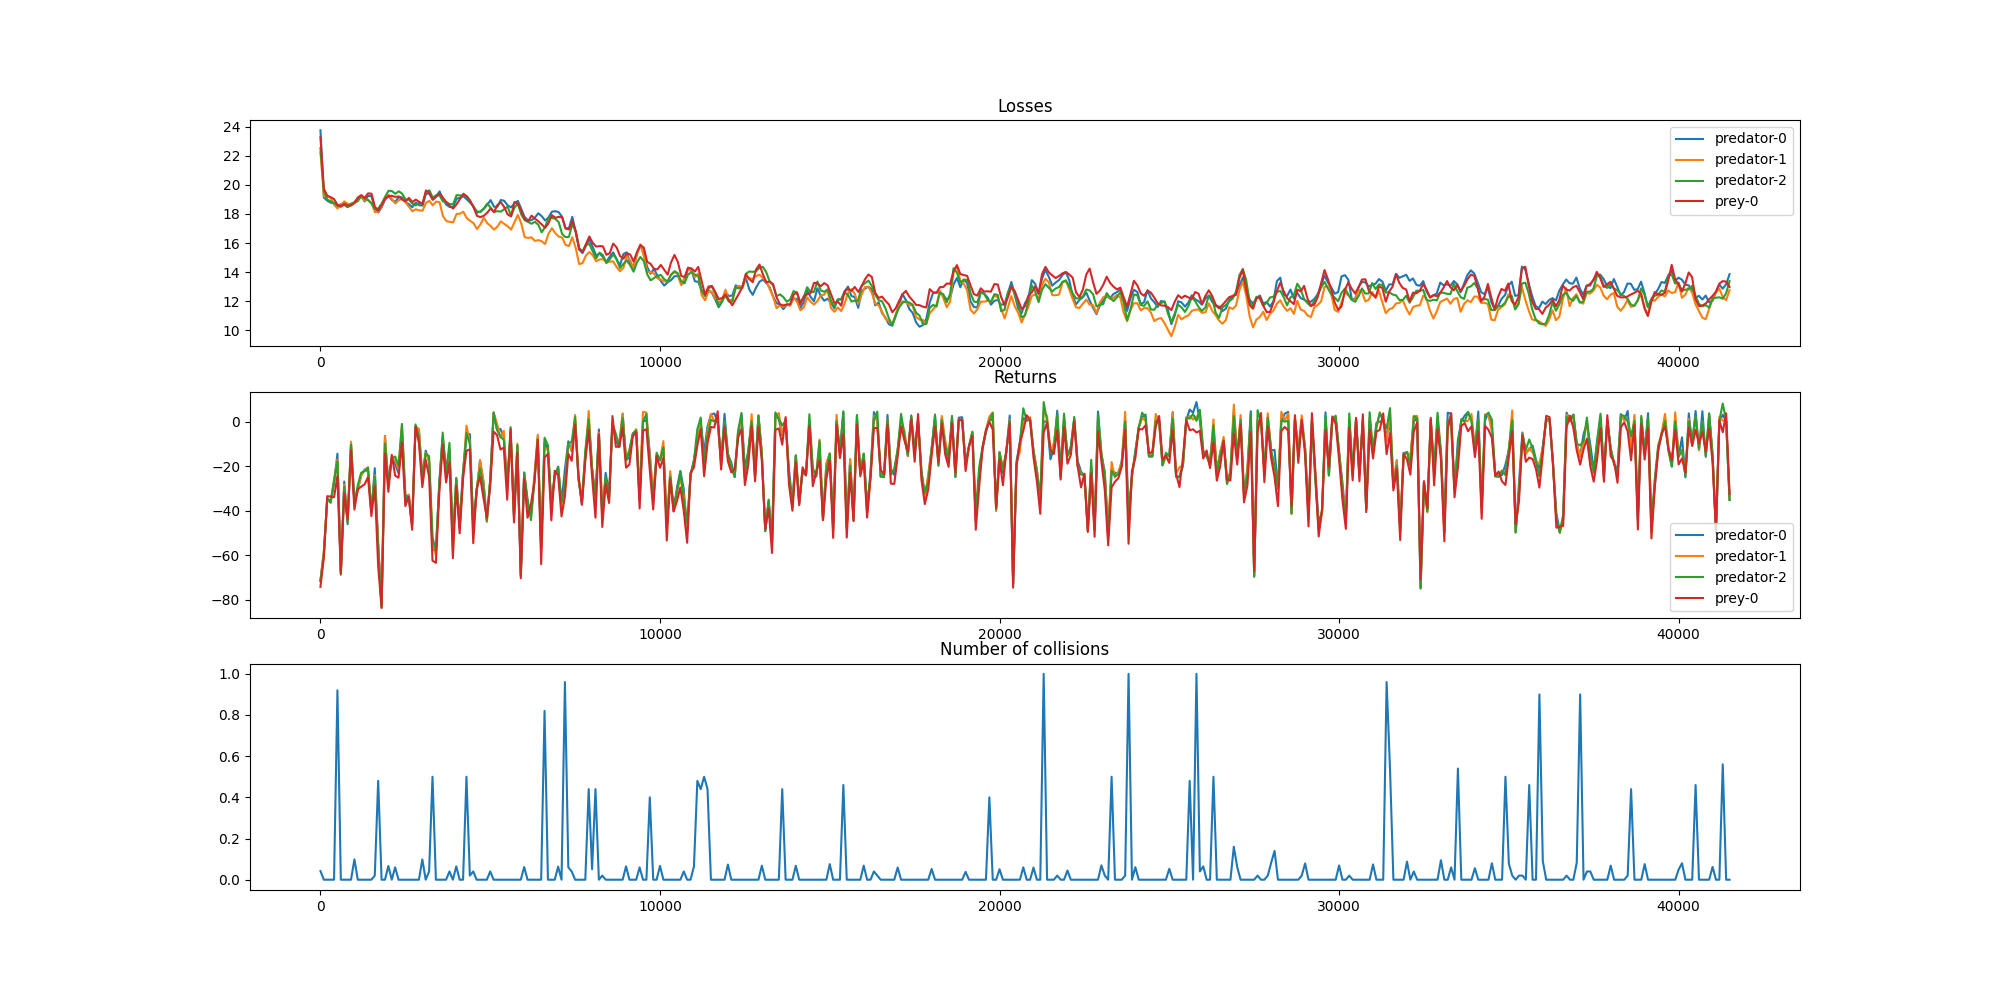 Losses
24
22
20
18
16
14
12
10
predator-0
predator-1
predator-2
prey-0
0 10000 20000 30000 40000
Returns
0
−20
−40
−60
−80
predator-0
predator-1
predator-2
prey-0
0 10000 20000 30000 40000
Number of collisions
1.0
0.8
0.6
0.4
0.2
0.0
0 10000 20000 30000 40000